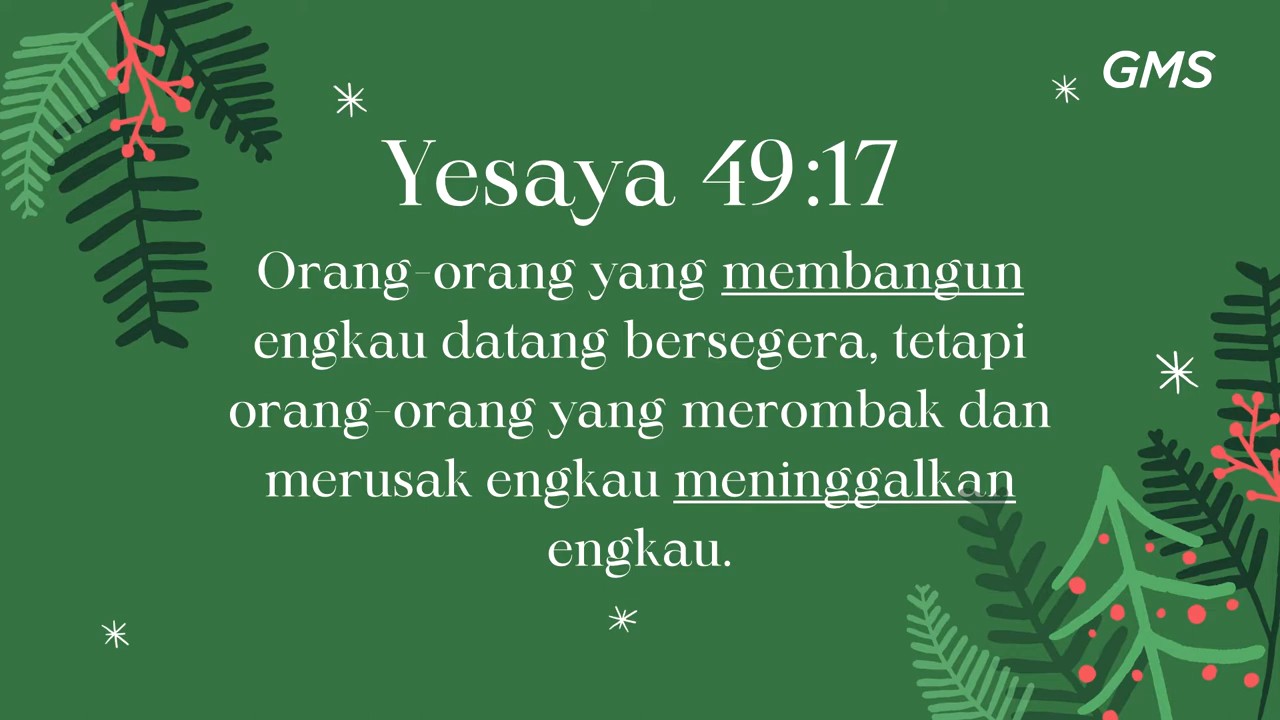 GMS
Yesaya 49:17
Orang-orang yang membangun
engkau datang bersegera, tetapi
orang-orang yang merombak dan
merusak engkau meninggalkan
engkau.